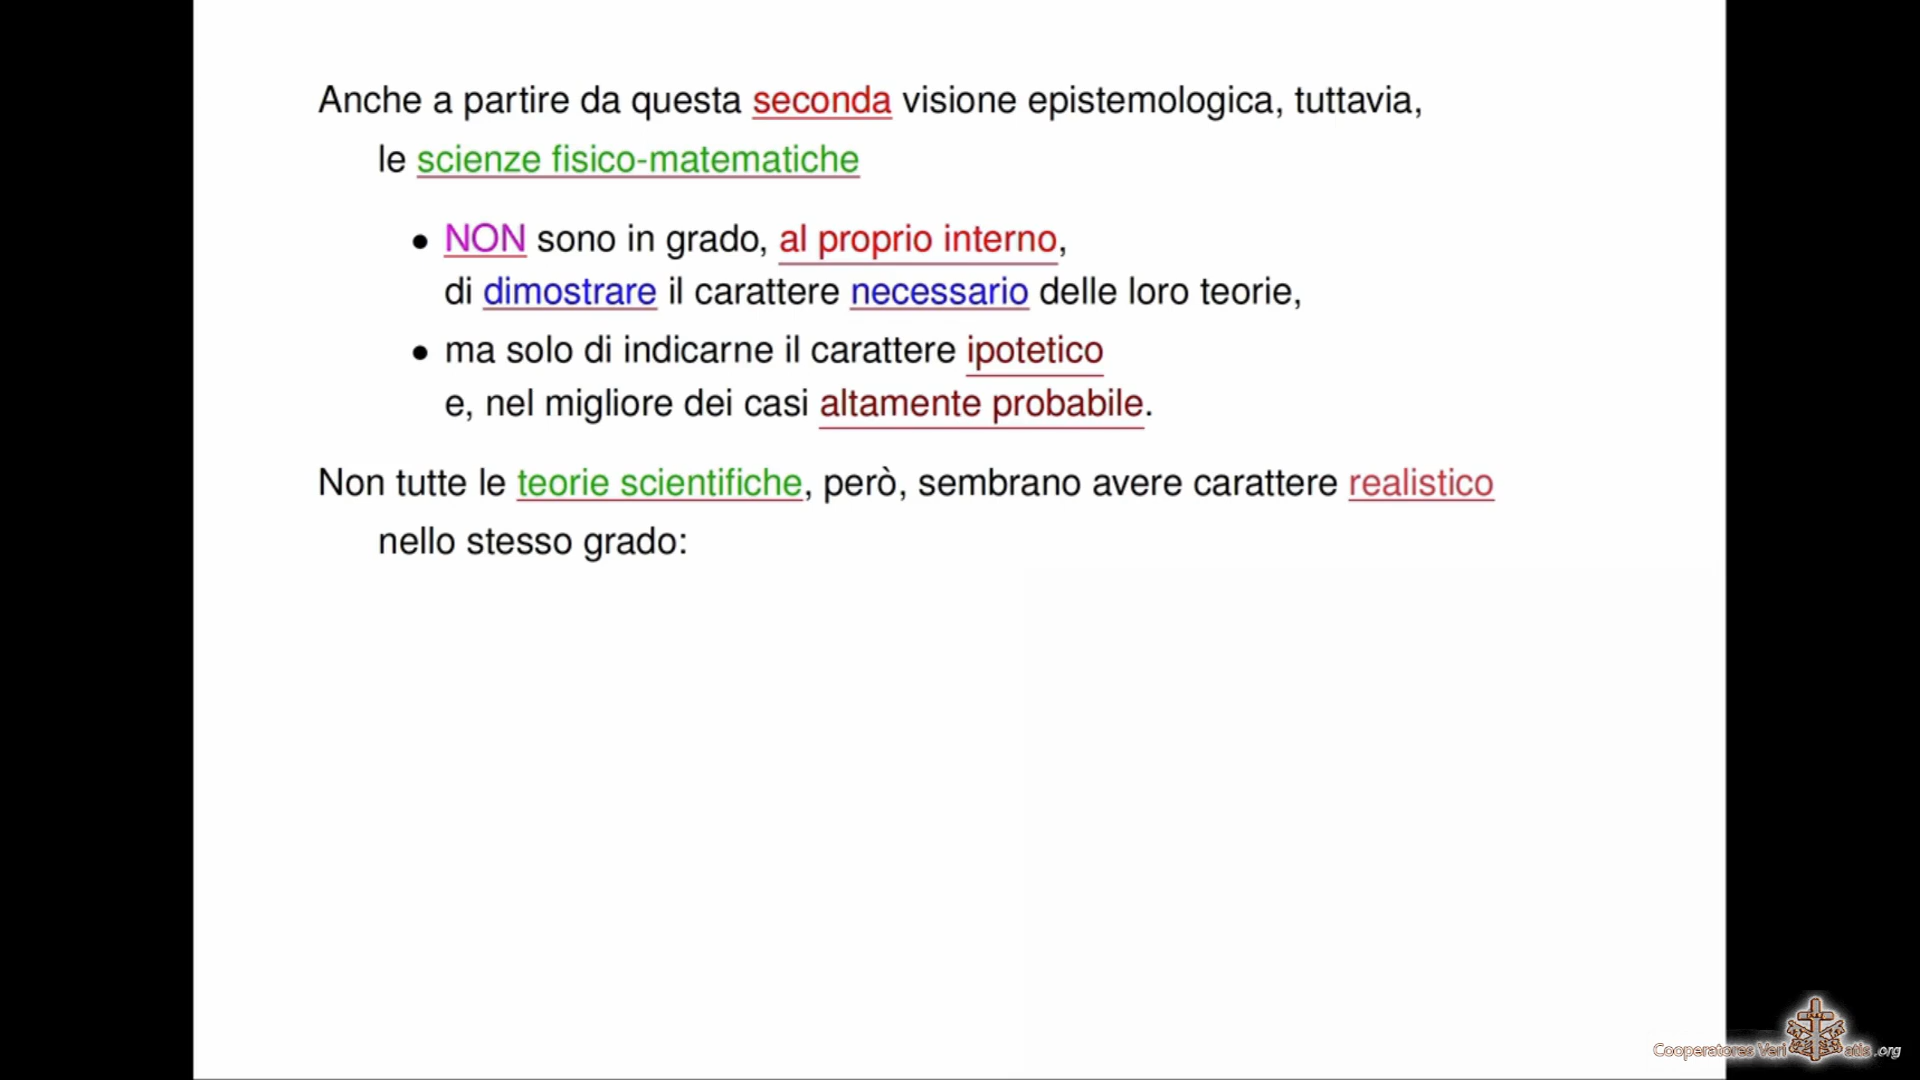 Anche a partire da questa seconda visione epistemologica, tuttavia,
le scienze fisico-matematiche
• NON sono in grado, al proprio interno,
di dimostrare il carattere necessario delle loro teorie,
• ma solo di indicarne il carattere ipotetico
e, nel migliore dei casi altamente probabile.
Non tutte le teorie scientifiche, però, sembrano avere carattere realistico
nello stesso grado:
Cooperatores Veri atis.org